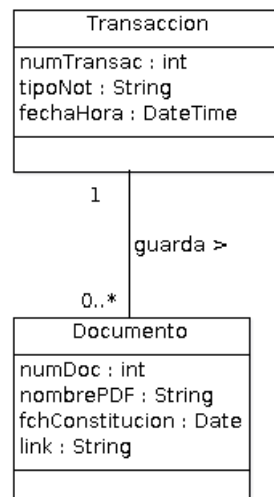 Transaccion
numTransac : int
tipoNot : String
fechaHora : DateTime
1
guarda >
0..*
Documento
numDoc : int
nombrePDF : String
fchConstitucion : Date
link : String